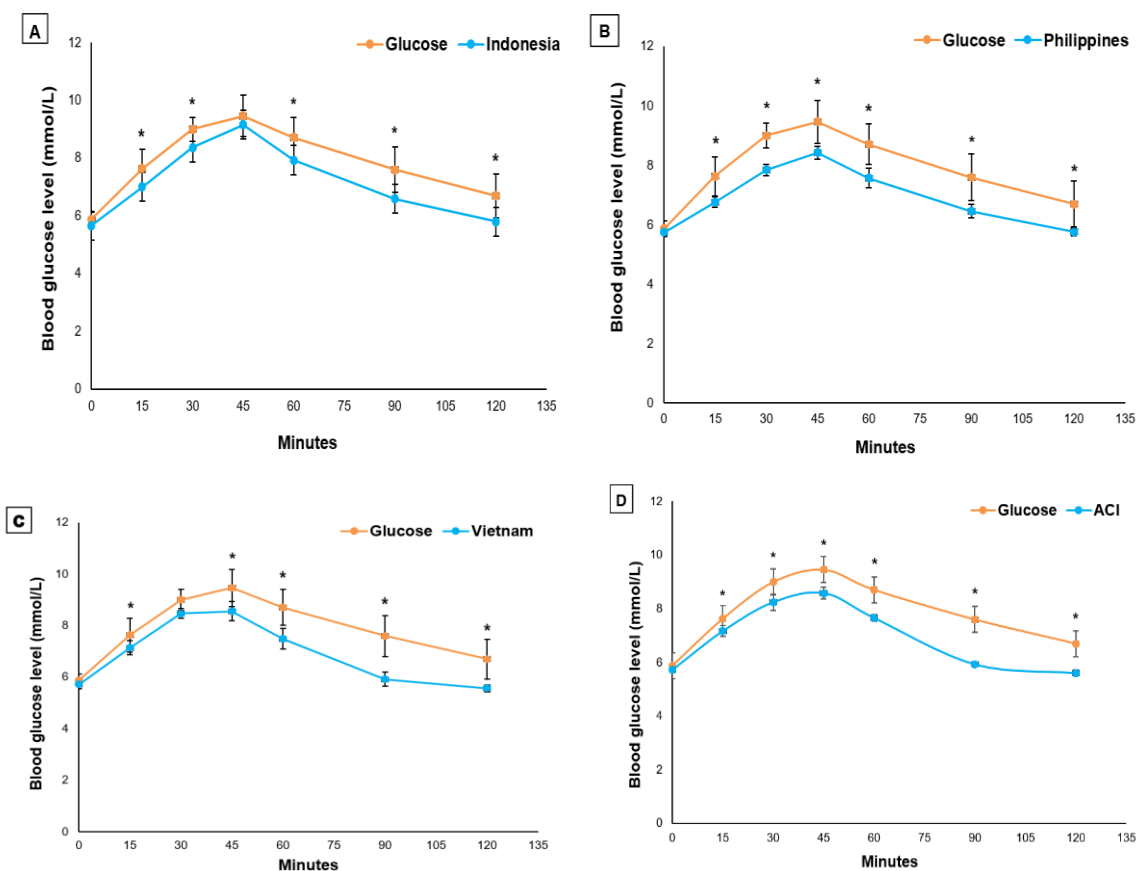 A
Glucose Indonesia
Blood glucose level (mmol/L)
12
10
8
6
4
2
0
* * * * *
0 15 30 45 60 75 90 105 120 135
Minutes
B
Glucose Philippines
Blood glucose level (mmol/L)
12
10
8
6
4
2
0
* * * * * *
0 15 30 45 60 75 90 105 120 135
Minutes
C
Glucose Vietnam
Blood glucose level (mmol/L)
12
10
8
6
4
2
0
* * * * *
0 15 30 45 60 75 90 105 120 135
Minutes
D
Glucose ACI
Blood glucose level (mmol/L)
12
10
8
6
4
2
0
* * * * * *
0 15 30 45 60 75 90 105 120 135
Minutes